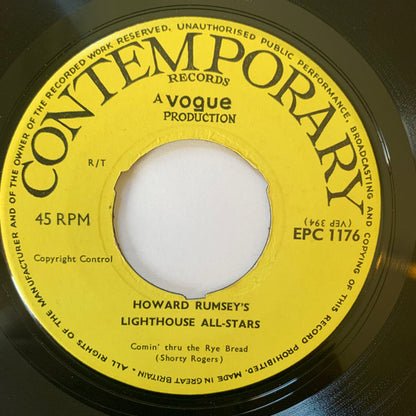 ALL RIGHTS OF THE MANUFACTURER AND OF THE OWNER OF THE RECORDED WORK RESERVED. UNAUTHORISED PUBLIC PERFORMANCE, BROADCASTING AND COPYING OF THIS RECORD PROHIBITED. MADE IN GREAT BRITAIN •
CONTEMPORARY
RECORDS
A VOGUE
PRODUCTION
R/T
45 RPM
(VEP 394)
EPC 1176
Copyright Control
HOWARD RUMSEY'S
LIGHTHOUSE ALL-STARS
Comin' thru the Rye Bread
(Shorty Rogers)